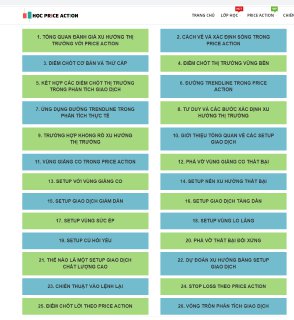 HỌC PRICE ACTION
TRANG CHỦ LỚP HỌC PRICE ACTION CHIẾN
1. TỔNG QUAN ĐÁNH GIÁ XU HƯỚNG THỊ
TRƯỜNG VỚI PRICE ACTION
2. CÁCH VẼ VÀ XÁC ĐỊNH SÓNG TRONG
PRICE ACTION
3. ĐIỂM CHỐT CƠ BẢN VÀ THỨ CẤP
4. ĐIỂM CHỐT THỊ TRƯỜNG VỮNG BỀN
5. KẾT HỢP CÁC ĐIỂM CHỐT THỊ TRƯỜNG
TRONG PHÂN TÍCH GIAO DỊCH
6. ĐƯỜNG TRENDLINE TRONG PRICE
ACTION
7. ỨNG DỤNG ĐƯỜNG TRENDLINE TRONG
PHÂN TÍCH THỰC TẾ
8. TƯ DUY VÀ CÁC BƯỚC XÁC ĐỊNH XU
HƯỚNG THỊ TRƯỜNG
9. TRƯỜNG HỢP KHÔNG RÕ XU HƯỚNG
THỊ TRƯỜNG
10. GIỚI THIỆU TỔNG QUAN VỀ CÁC SETUP
GIAO DỊCH
11. VÙNG GIẰNG CO TRONG PRICE ACTION
12. PHÁ VỠ VÙNG GIẰNG CO THẤT BẠI
13. SETUP VỚI VÙNG GIẰNG CO
14. SETUP NẾN XU HƯỚNG THẤT BẠI
15. SETUP GIAO DỊCH GIẢM DẦN
16. SETUP GIAO DỊCH TĂNG DẦN
17. SETUP VÙNG SỨC ÉP
18. SETUP VÙNG LO LẮNG
19. SETUP CÚ HỒI YẾU
20. PHÁ VỠ THẤT BẠI ĐỐI XỨNG
21. THẾ NÀO LÀ MỘT SETUP GIAO DỊCH
CHẤT LƯỢNG CAO
22. DỰ ĐOÁN XU HƯỚNG BẰNG SETUP
GIAO DỊCH
23. CHIẾN THUẬT VÀO LỆNH LẠI
24. STOP LOSS THEO PRICE ACTION
25. ĐIỂM CHỐT LỜI THEO PRICE ACTION
26. VÒNG TRÒN PHÂN TÍCH GIAO DỊCH